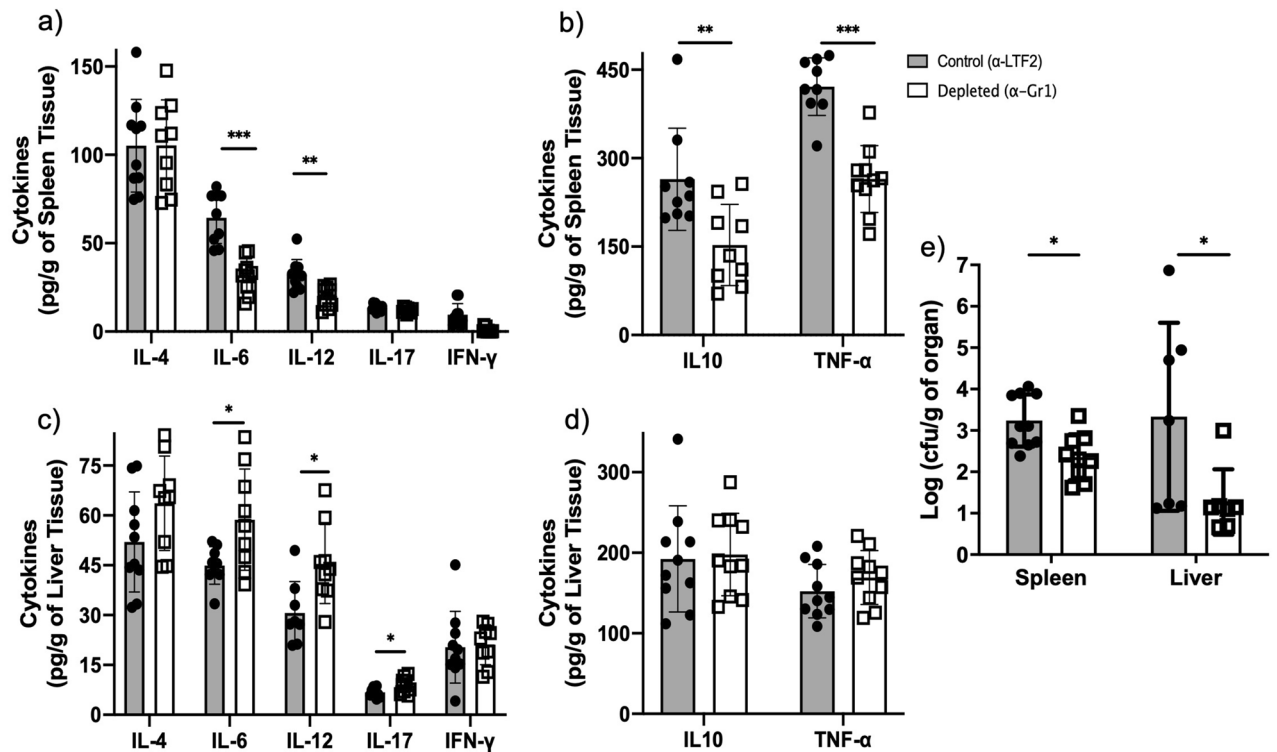 a)
Cytokines
(pg/g of Spleen Tissue)
150
100
50
0
***
**
IL-4 IL-6 IL-12 IL-17 IFN-γ
b)
Cytokines
(pg/g of Spleen Tissue)
450
300
150
0
**
***
IL10 TNF-α
Control (α-LTF2)
Depleted (α-Gr1)
c)
Cytokines
(pg/g of Liver Tissue)
75
60
45
30
15
0
*
*
*
IL-4 IL-6 IL-12 IL-17 IFN-γ
d)
Cytokines
(pg/g of Liver Tissue)
400
300
200
100
0
IL10 TNF-α
e)
Log (cfu/g of organ)
7
6
5
4
3
2
1
0
*
*
Spleen Liver